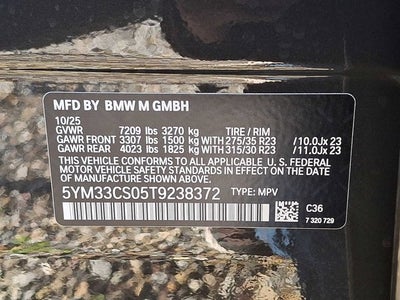 MFD BY BMW M GMBH
10/25
GVWR 7209 lbs 3270 kg TIRE / RIM
GAWR FRONT 3307 lbs 1500 kg 275/35 R23 /10.0Jx 23
GAWR REAR 4023 lbs 1825 kg 315/30 R23 /11.0Jx 23
THIS VEHICLE CONFORMS TO ALL APPLICABLE U. S. FEDERAL
MOTOR VEHICLE SAFETY STANDARDS IN EFFECT ON THE DATE
OF MANUFACTURE SHOWN ABOVE.
5YM33CS05T9238372 TYPE: MPV
C36
7 320 729